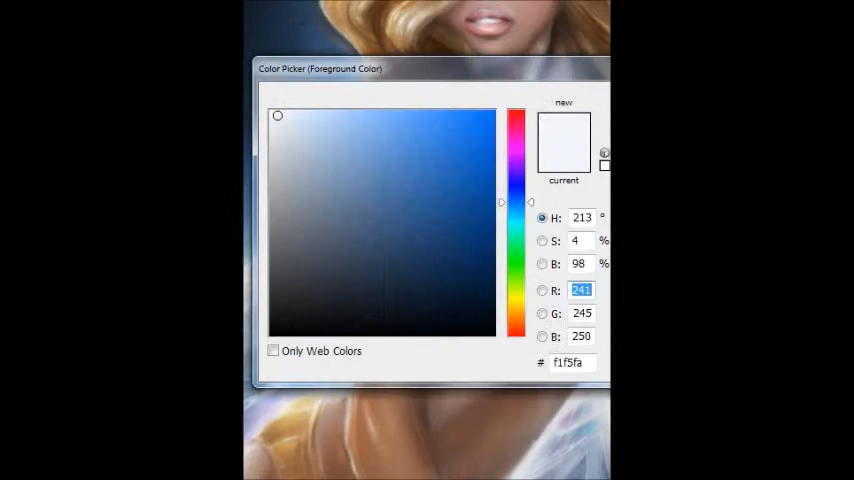 Color Picker (Foreground Color)
new
current
H: 213 °
S: 4 %
B: 98 %
R: 241
G: 245
B: 250
Only Web Colors
# f1f5fa